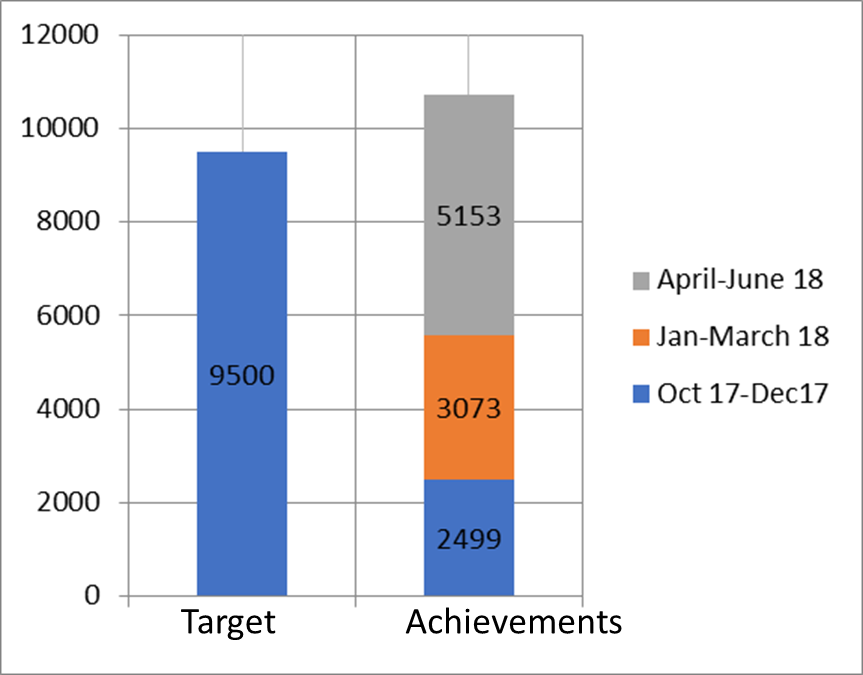 12000
10000
8000
6000
4000
2000
0
9500
5153
3073
2499
Target
Achievements
April-June 18
Jan-March 18
Oct 17-Dec17